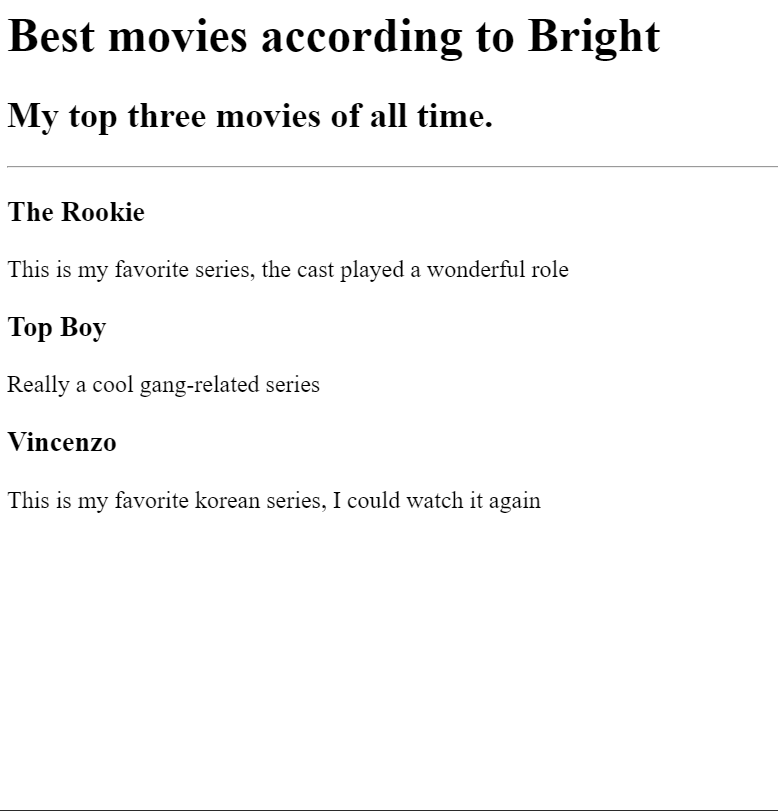 Best movies according to Bright
My top three movies of all time.
The Rookie
This is my favorite series, the cast played a wonderful role
Top Boy
Really a cool gang-related series
Vincenzo
This is my favorite korean series, I could watch it again